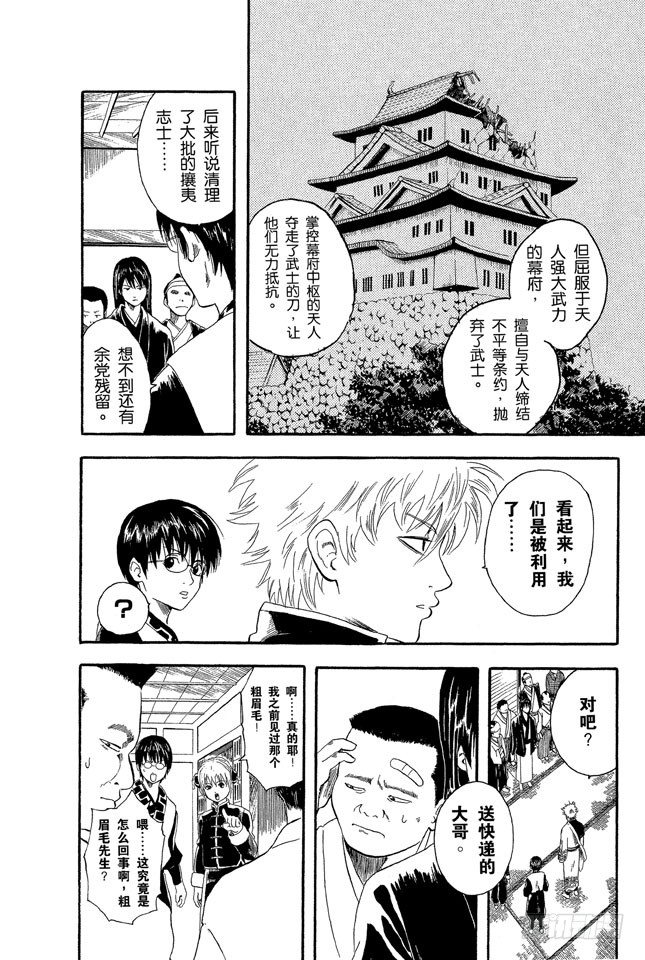 但屈服于天
人强大武力
的幕府，
擅自与天人缔结
不平等条约，抛
弃了武士。
掌控幕府中枢的天人
夺走了武士的刀，让
他们无力抵抗。
后来听说清理
了大批的攘夷
志士……
想不到还有
余党残留。
看起来，我
们是被利用
了……
？
对吧？
送快递的
大哥。
啊……真的耶！
我之前见过那个
粗眉毛！
喂……这究竟是
怎么回事啊，粗
眉毛先生？